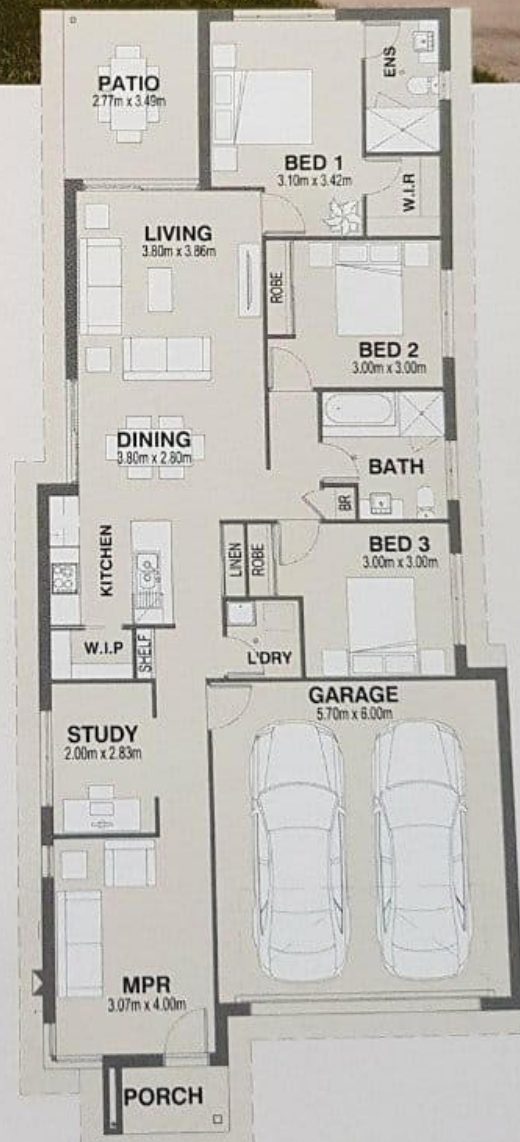 PATIO
2.77m x 3.49m
ENS
BED 1
3.10m x 3.42m
W.I.R
LIVING
3.80m x 3.86m
ROBE
BED 2
3.00m x 3.00m
DINING
3.80m x 2.80m
BATH
BR
KITCHEN
LINEN
ROBE
BED 3
3.00m x 3.00m
W.I.P
SHELF
L'DRY
GARAGE
5.70m x 6.00m
STUDY
2.00m x 2.83m
MPR
3.07m x 4.00m
PORCH